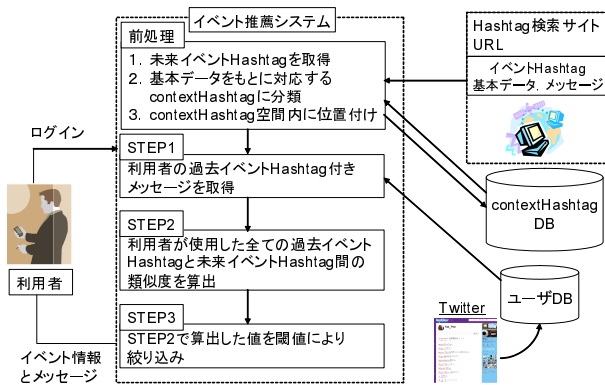 イベント推薦システム
前処理
1. 未来イベントHashtagを取得
2. 基本データをもとに対応する
contextHashtagに分類
3. contextHashtag空間内に位置付け
Hashtag検索サイト
URL
イベントHashtag
基本データ．メッセージ
ログイン
STEP1
利用者の過去イベントHashtag付き
メッセージを取得
contextHashtag
DB
STEP2
利用者が使用した全ての過去イベント
Hashtagと未来イベントHashtag間の
類似度を算出
利用者
ユーザDB
Twitter
STEP3
STEP2で算出した値を閾値により
絞り込み
イベント情報
とメッセージ